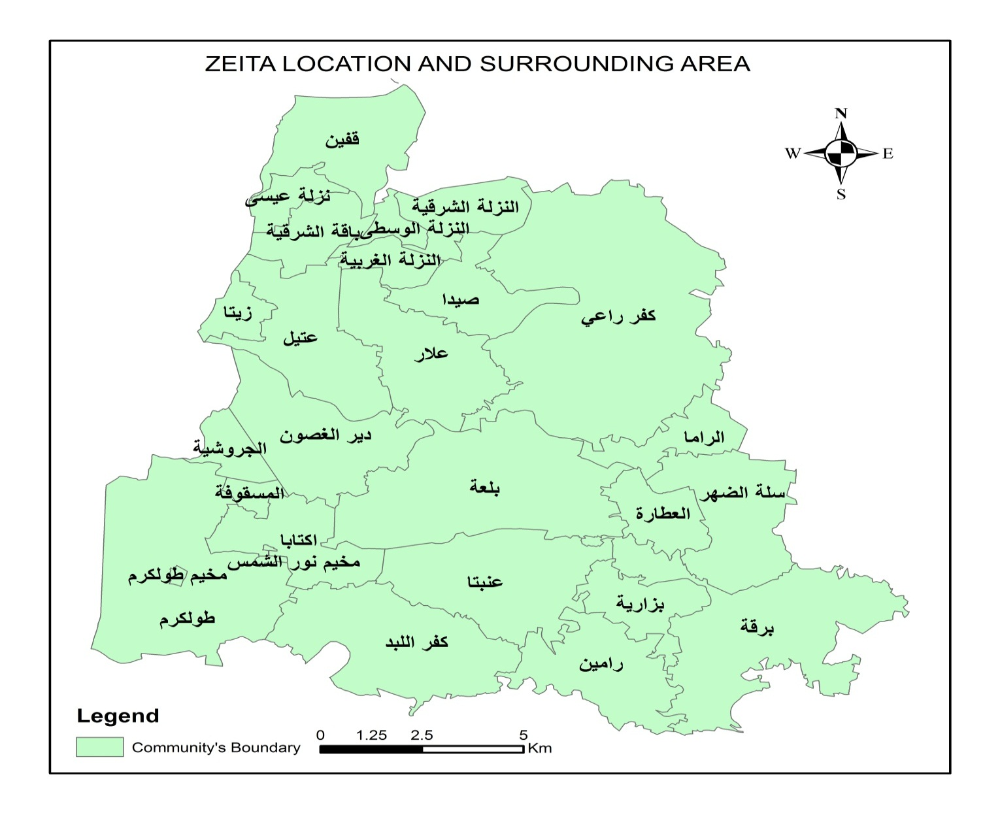 ZEITA LOCATION AND SURROUNDING AREA
N
W E
S
قفين
نزلة عيسى
النزلة الشرقية
باقة الشرقية
النزلة الوسطى
النزلة الغربية
صيدا
زيتا
كفر راعي
عتيل
علار
دير الغصون
الراما
الجروشية
بلعة
المسقوفة
سلة الضهر
العطارة
اكتابا
مخيم نور الشمس
مخيم طولكرم
عنبتا
بزارية
طولكرم
برقة
كفر اللبد
رامين
Legend
Community's Boundary
0 1.25 2.5 5
Km